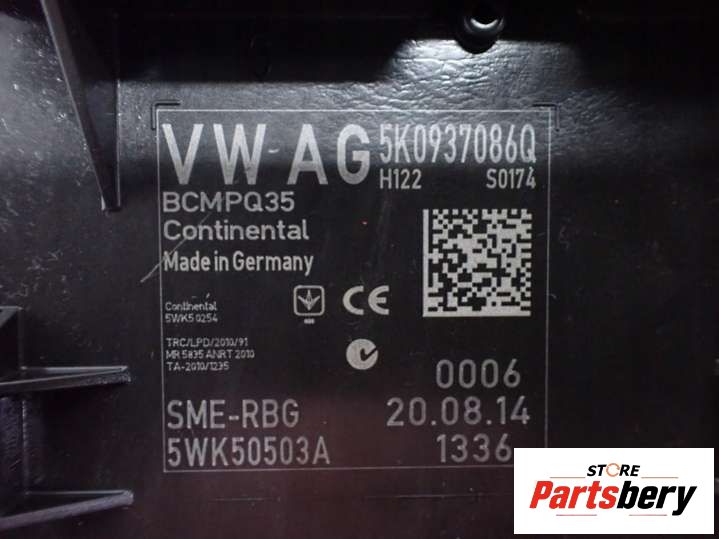 VW AG 5K0937086Q
H122 S0174
BCMPQ35
Continental
Made in Germany
Continental
5WK50254
TRC/LPD/2010/91
MR 5835 ANRT 2010
TA-2010/1235
CE
0006
SME-RBG 20.08.14
5WK50503A 1336
STORE
Partsbery